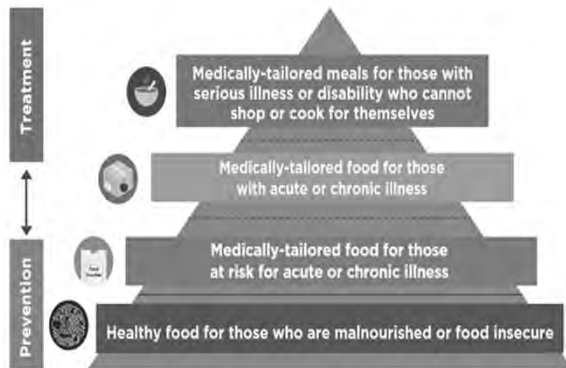 Treatment
Medically-tailored meals for those with
serious illness or disability who cannot
shop or cook for themselves
Medically-tailored food for those
with acute or chronic illness
Prevention
Medically-tailored food for those
at risk for acute or chronic illness
Healthy food for those who are malnourished or food insecure